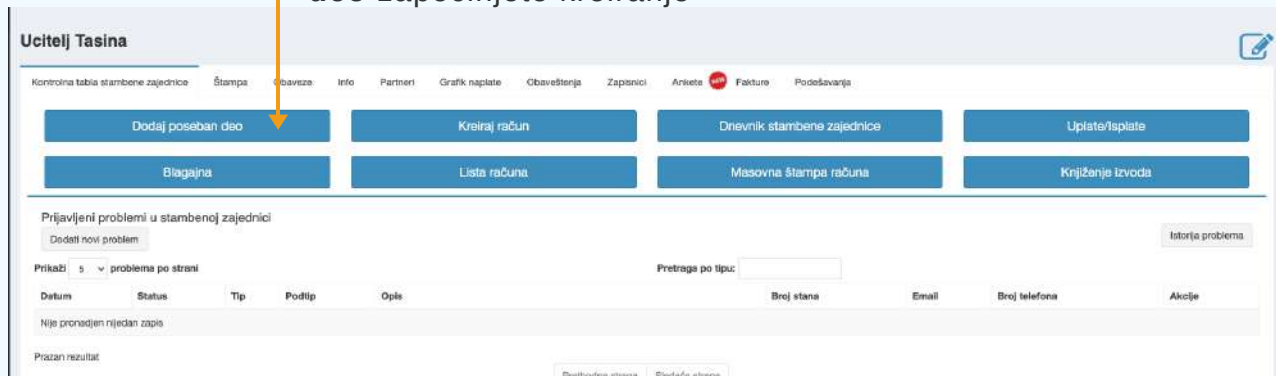 deo započinjete kreiranje
Ucitelj Tasina
Kontrolna tabla stambene zajednice Štampa Obaveze Info Partneri Grafik naplate Obaveštenja Zapisnici Ankete NEW Fakture Podešavanja
Dodaj poseban deo Kreiraj račun Dnevnik stambene zajednice Uplate/Isplate
Blagajna Lista računa Masovna štampa računa Knjiženje izvoda
Prijavljeni problemi u stambenoj zajednici
Dodati novi problem Istorija problema
Prikaži 5 problema po strani Pretraga po tipu:
Datum Status Tip Podtip Opis Broj stana Email Broj telefona Akcije
Nije pronadjen nijedan zapis
Prazan rezultat
Prethodna strana Sledeća strana